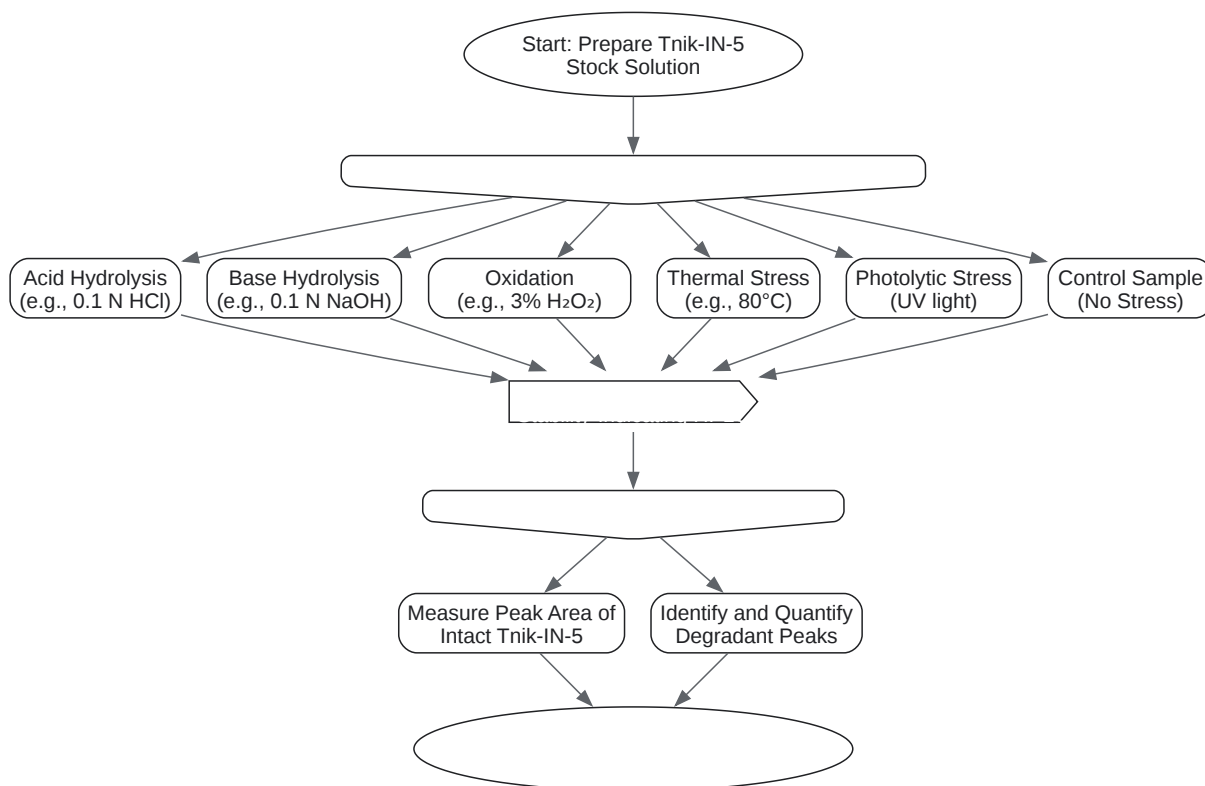 Start: Prepare Tnik-IN-5
Stock Solution
Acid Hydrolysis
(e.g., 0.1 N HCl)
Base Hydrolysis
(e.g., 0.1 N NaOH)
Oxidation
(e.g., 3% H₂O₂)
Thermal Stress
(e.g., 80°C)
Photolytic Stress
(UV light)
Control Sample
(No Stress)
Measure Peak Area of
Intact Tnik-IN-5
Identify and Quantify
Degradant Peaks